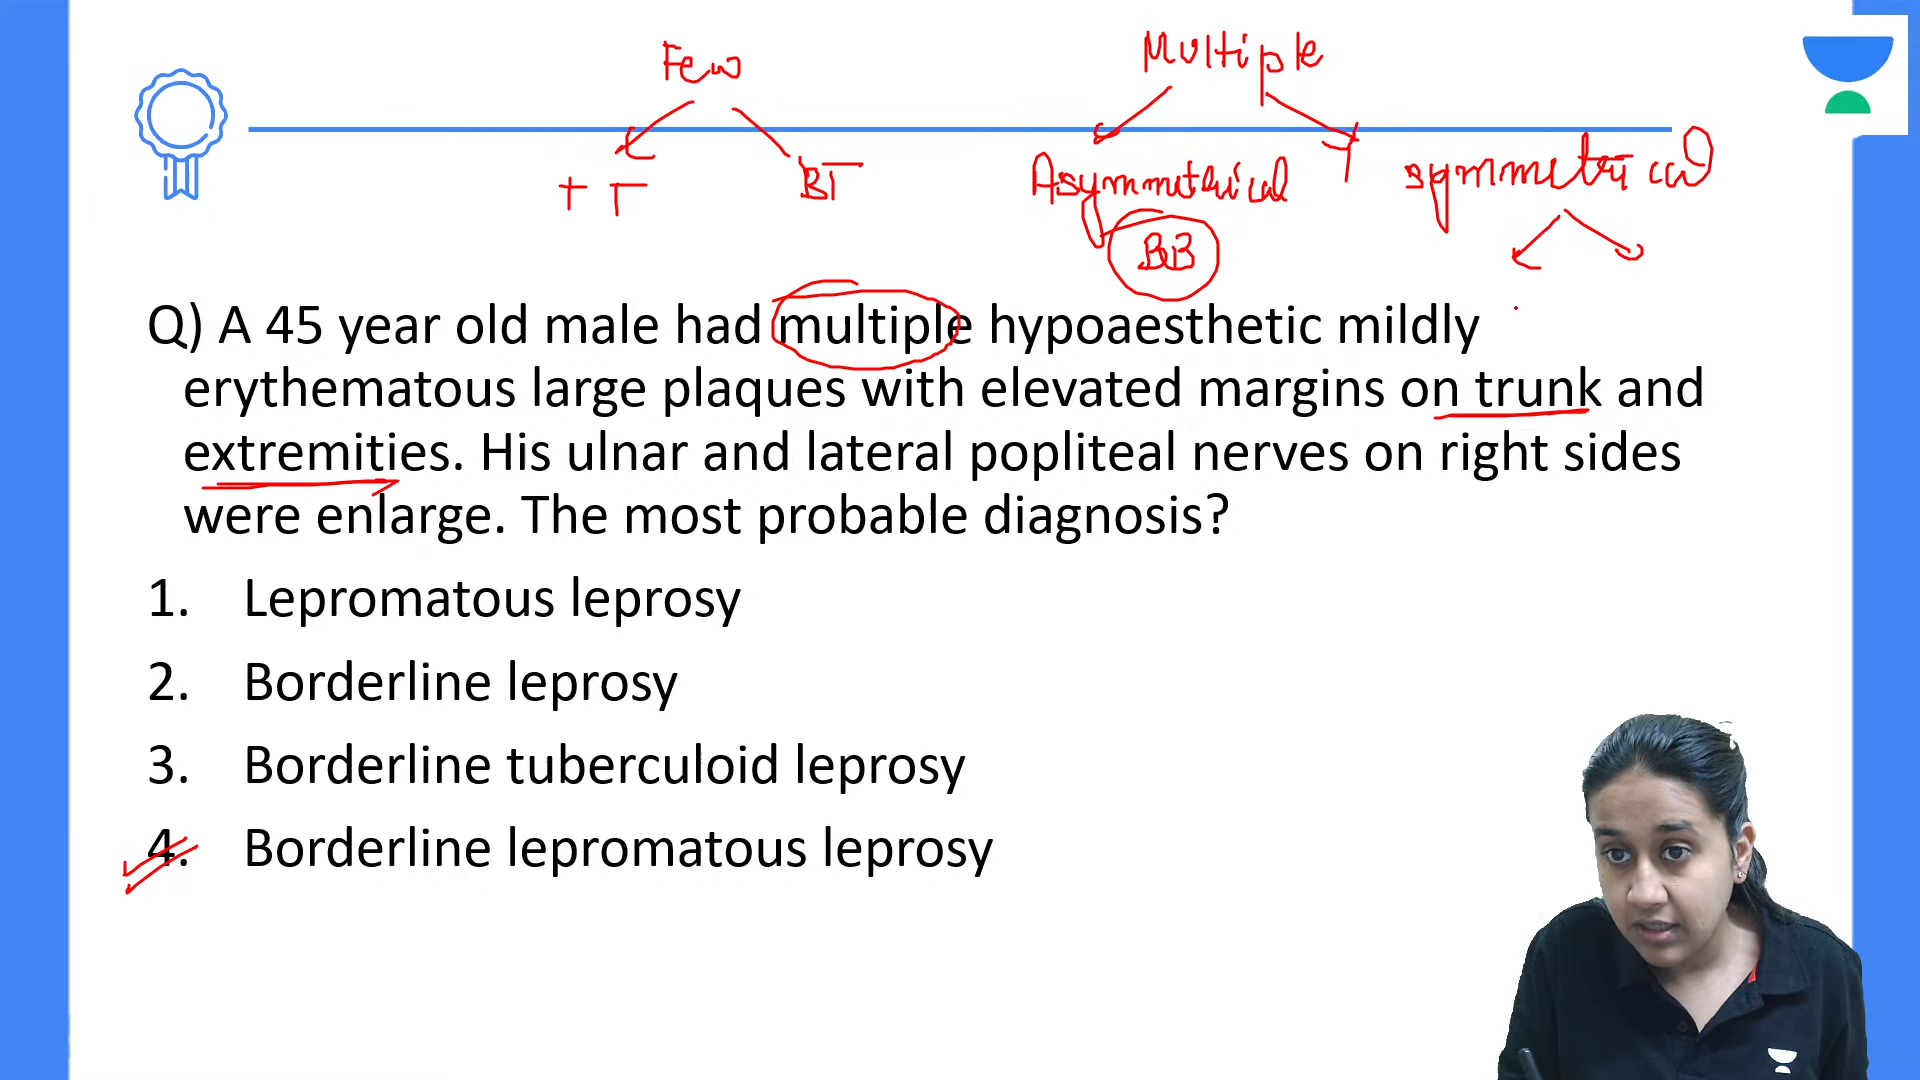 Few
Multiple
TT
BT
Asymmetrical
Symmetrical
BB
Q) A 45 year old male had multiple hypoaesthetic mildly
erythematous large plaques with elevated margins on trunk and
extremities. His ulnar and lateral popliteal nerves on right sides
were enlarge. The most probable diagnosis?
1. Lepromatous leprosy
2. Borderline leprosy
3. Borderline tuberculoid leprosy
4. Borderline lepromatous leprosy